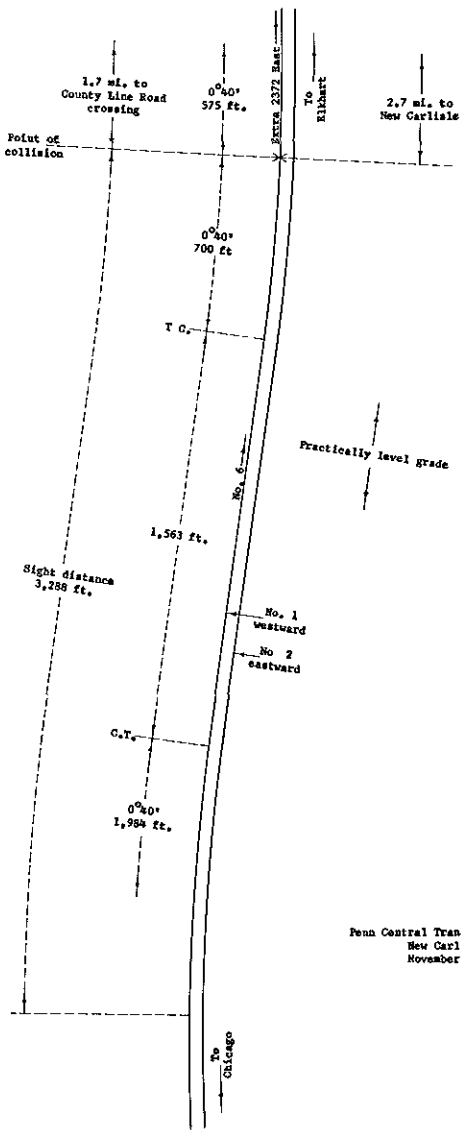 1.7 mi. to
County Line Road
crossing
0°40'
575 ft.
Extra 2372 East
To
Elkhart
2.7 mi. to
New Carlisle
Point of
collision
0°40'
700 ft
T C.
Practically level grade
No. 6
1,563 ft.
Sight distance
3,288 ft.
No. 1
westward
No 2
eastward
C.T.
0°40'
1,984 ft.
Penn Central Tran
New Carl
November
To
Chicago